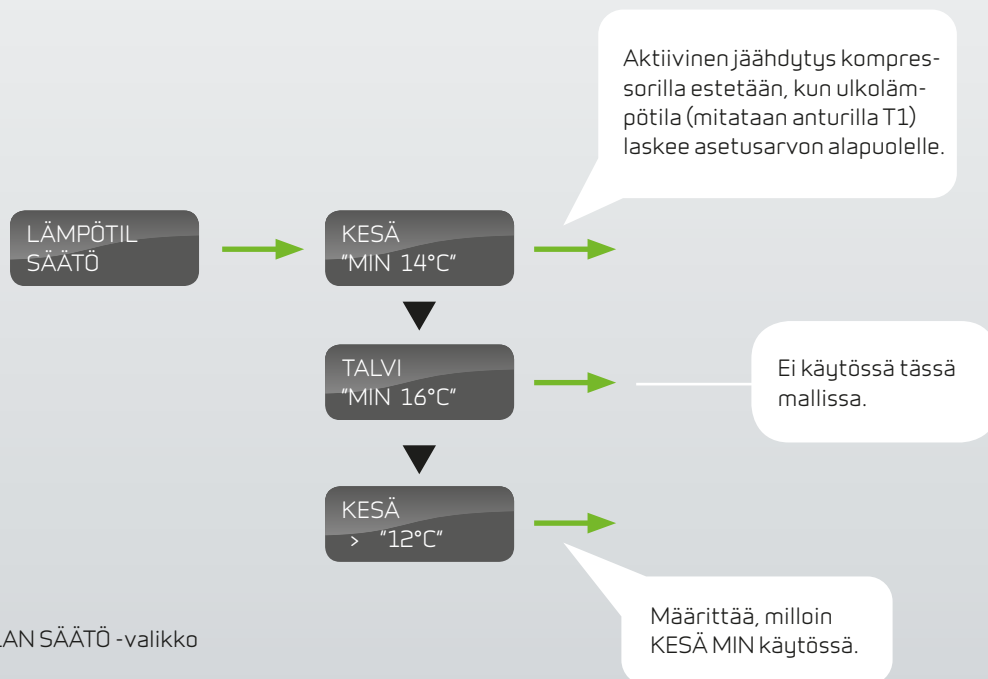 Aktiivinen jäähdytys kompres-
sorilla estetään, kun ulkoläm-
pötila (mitataan anturilla T1)
laskee asetusarvon alapuolelle.
LÄMPÖTIL
SÄÄTÖ
KESÄ
"MIN 14°C"
TALVI
"MIN 16°C"
Ei käytössä tässä
mallissa.
KESÄ
> "12°C"
Määrittää, milloin
KESÄ MIN käytössä.
LAN SÄÄTÖ -valikko